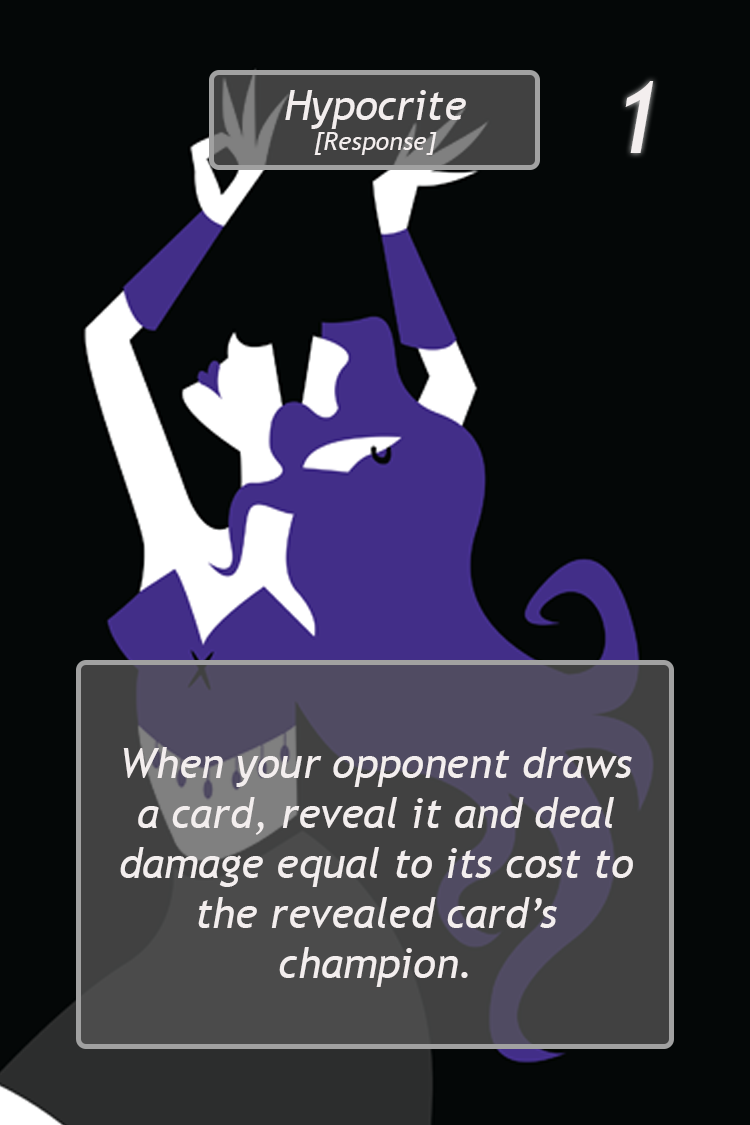 Hypocrite
1
[Response]
When your opponent draws
a card, reveal it and deal
damage equal to its cost to
the revealed card’s
champion.